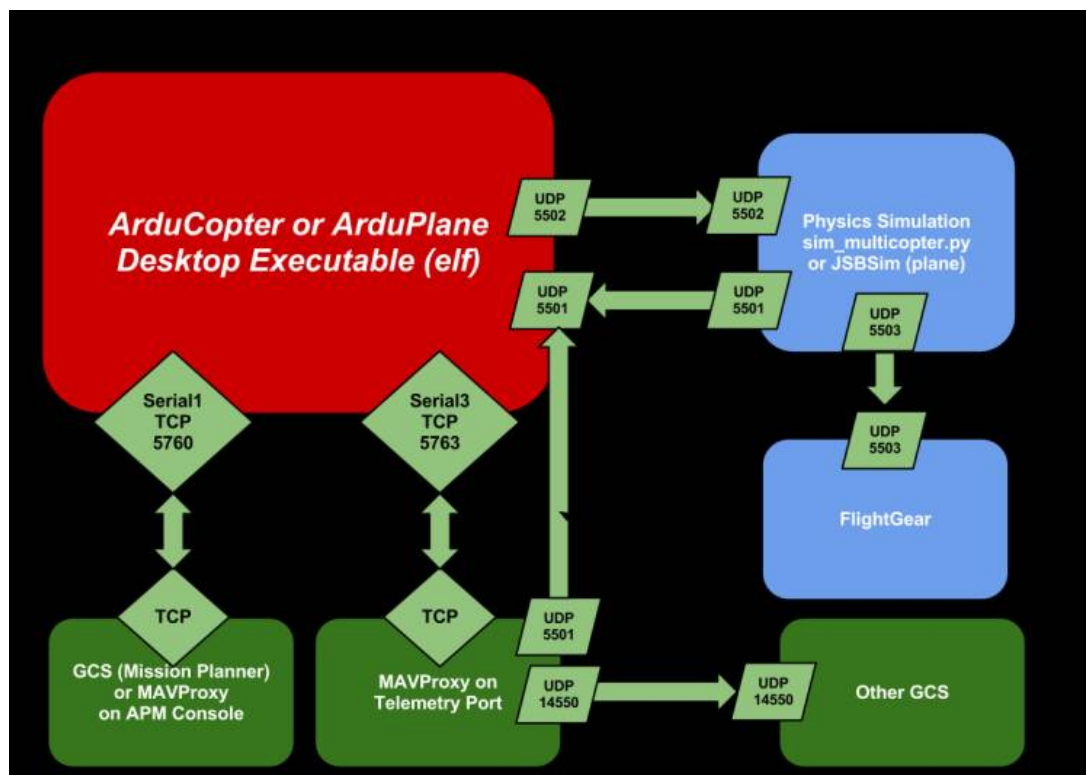 ArduCopter or ArduPlane
Desktop Executable (elf)
UDP
5502
UDP
5502
Physics Simulation
sim_multicopter.py
or JSBSim (plane)
UDP
5501
UDP
5501
UDP
5503
Serial1
TCP
5760
Serial3
TCP
5763
UDP
5503
FlightGear
TCP
TCP
UDP
5501
GCS (Mission Planner)
or MAVProxy
on APM Console
MAVProxy on
Telemetry Port
UDP
14550
UDP
14550
Other GCS